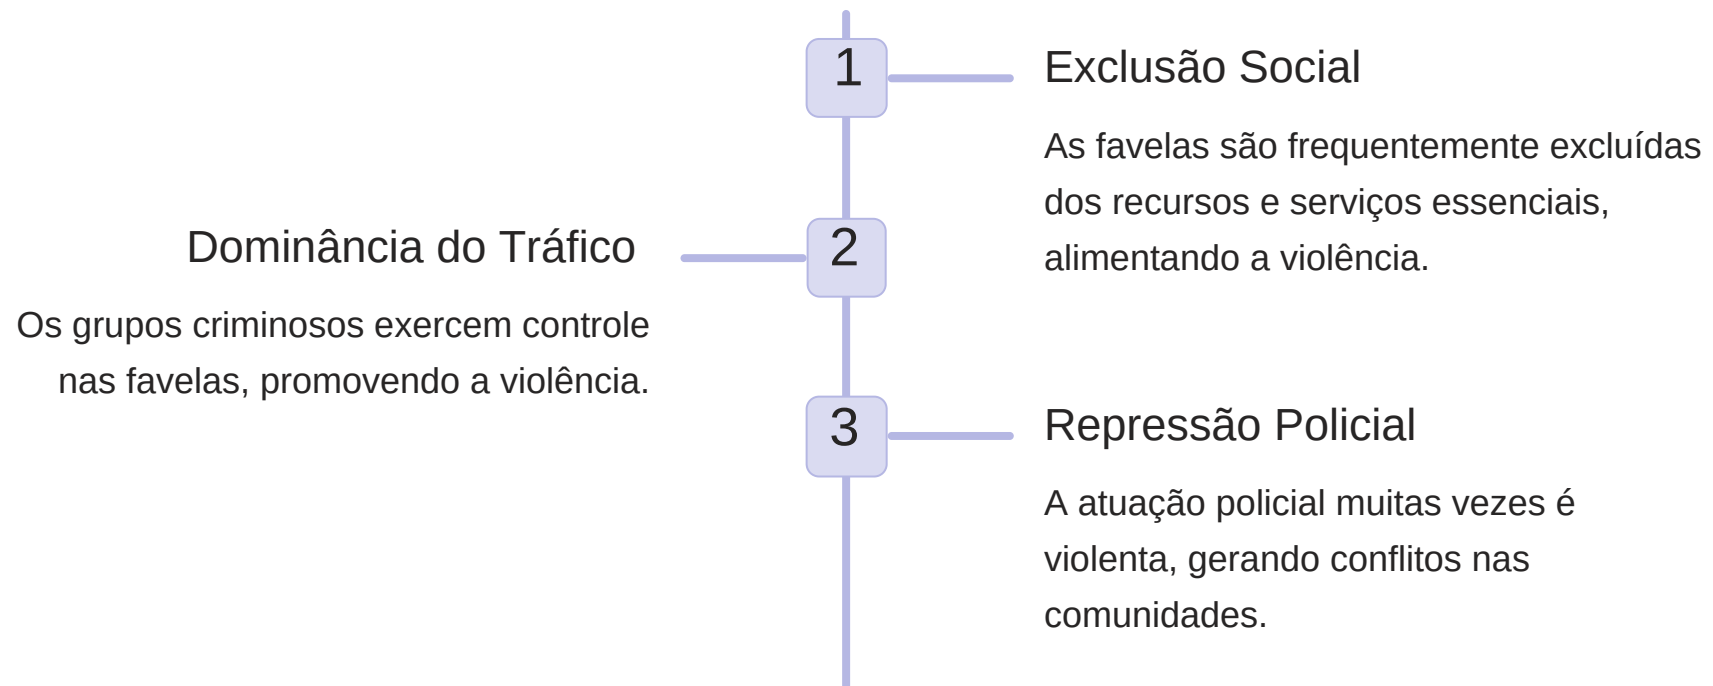 1
Exclusão Social
As favelas são frequentemente excluídas
dos recursos e serviços essenciais,
alimentando a violência.
2
Dominância do Tráfico
Os grupos criminosos exercem controle
nas favelas, promovendo a violência.
3
Repressão Policial
A atuação policial muitas vezes é
violenta, gerando conflitos nas
comunidades.